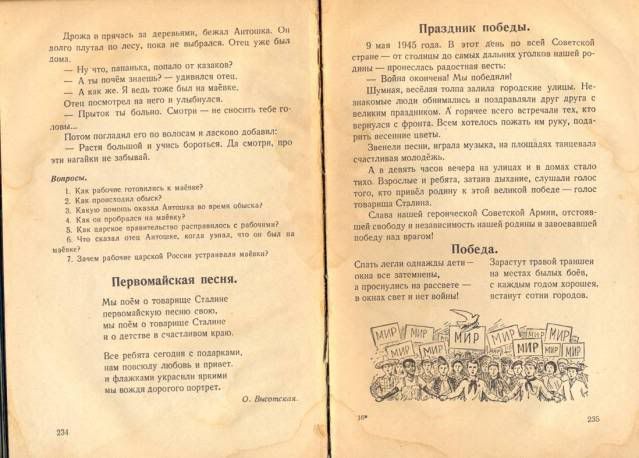 Дрожа и прячась за деревьями, бежал Антошка. Он
долго плутал по лесу, пока не выбрался. Отец уже был
дома.
— Ну что, папанька, попало от казаков?
— А ты почём знаешь? — удивился отец.
— А как же. Я ведь тоже был на маёвке.
Отец посмотрел на него и улыбнулся.
— Прыток ты больно. Смотри — не сносить тебе го-
ловы...
Потом погладил его по волосам и ласково добавил:
— Расти большой и учись бороться. Да смотри, про
эти нагайки не забывай.
Вопросы.
1. Как рабочие готовились к маёвке?
2. Как происходил обыск?
3. Какую помощь оказал Антошка во время обыска?
4. Как он пробрался на маёвку?
5. Как царское правительство расправилось с рабочими?
6. Что сказал отец Антошке, когда узнал, что он был на
маёвке?
7. Зачем рабочие царской России устраивали маёвки?
Первомайская песня.
Мы поём о товарище Сталине
первомайскую песню свою,
мы поём о товарище Сталине
и о детстве в счастливом краю.
Все ребята сегодня с подарками,
нам повсюду любовь и привет.
и флажками украсили яркими
мы вождя дорогого портрет.
О. Высотская.
234
Праздник победы.
9 мая 1945 года. В этот день по всей Советской
стране — от столицы до самых дальних уголков нашей ро-
дины — пронеслась радостная весть:
— Война окончена! Мы победили!
Шумная, весёлая толпа залила городские улицы. Не-
знакомые люди обнимались и поздравляли друг друга с
великим праздником. А горячее всего встречали тех, кто
вернулся с фронта. Всем хотелось пожать им руку, пода-
рить весенние цветы.
Звенели песни, играла музыка, на площадях танцевала
счастливая молодёжь.
А в девять часов вечера на улицах и в домах стало
тихо. Взрослые и ребята, затаив дыхание, слушали голос
того, кто привёл родину к этой великой победе — голос
товарища Сталина.
Слава нашей героической Советской Армии, отстояв-
шей свободу и независимость нашей родины и завоевавшей
победу над врагом!
Победа.
Спать легли однажды дети —
окна все затемнены,
а проснулись на рассвете —
в окнах свет и нет войны!
Зарастут травой траншеи
на местах былых боёв,
с каждым годом хорошея,
встанут сотни городов.
МИР МИР МИР МИР МИР
МИР МИР МИР МИР МИР
16*
235